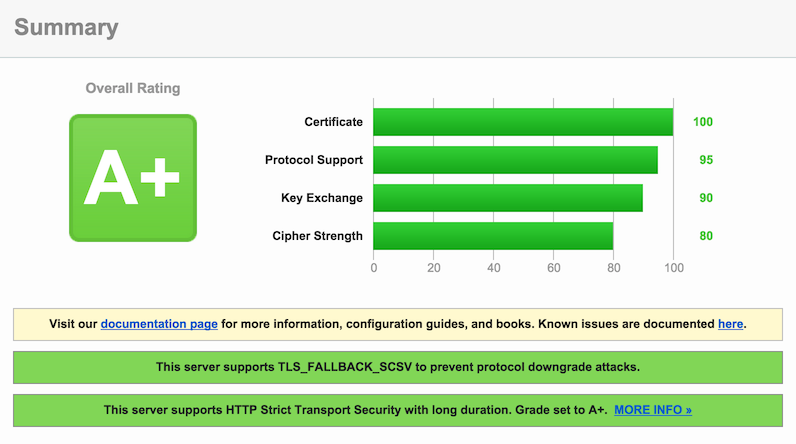 Summary
Overall Rating
A+
Certificate 100
Protocol Support 95
Key Exchange 90
Cipher Strength 80
0 20 40 60 80 100
Visit our documentation page for more information, configuration guides, and books. Known issues are documented here.
This server supports TLS_FALLBACK_SCSV to prevent protocol downgrade attacks.
This server supports HTTP Strict Transport Security with long duration. Grade set to A+. MORE INFO »